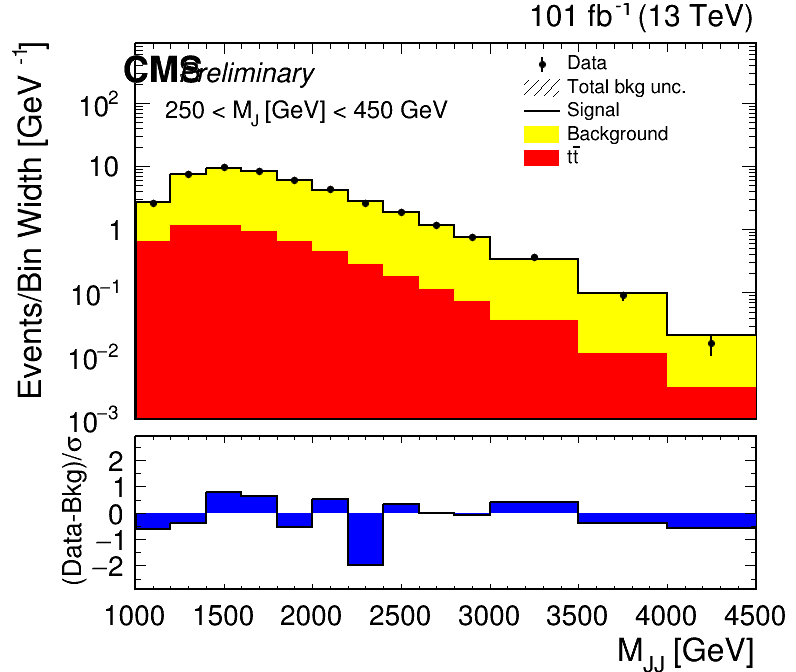 101 fb⁻¹ (13 TeV)
CMS Preliminary
250 < M_J [GeV] < 450 GeV
Data
Total bkg unc.
Signal
Background
tt̄
Events/Bin Width [GeV⁻¹]
10²
10
1
10⁻¹
10⁻²
10⁻³
(Data-Bkg)/σ
2
1
0
−1
−2
1000 1500 2000 2500 3000 3500 4000 4500
M_JJ [GeV]